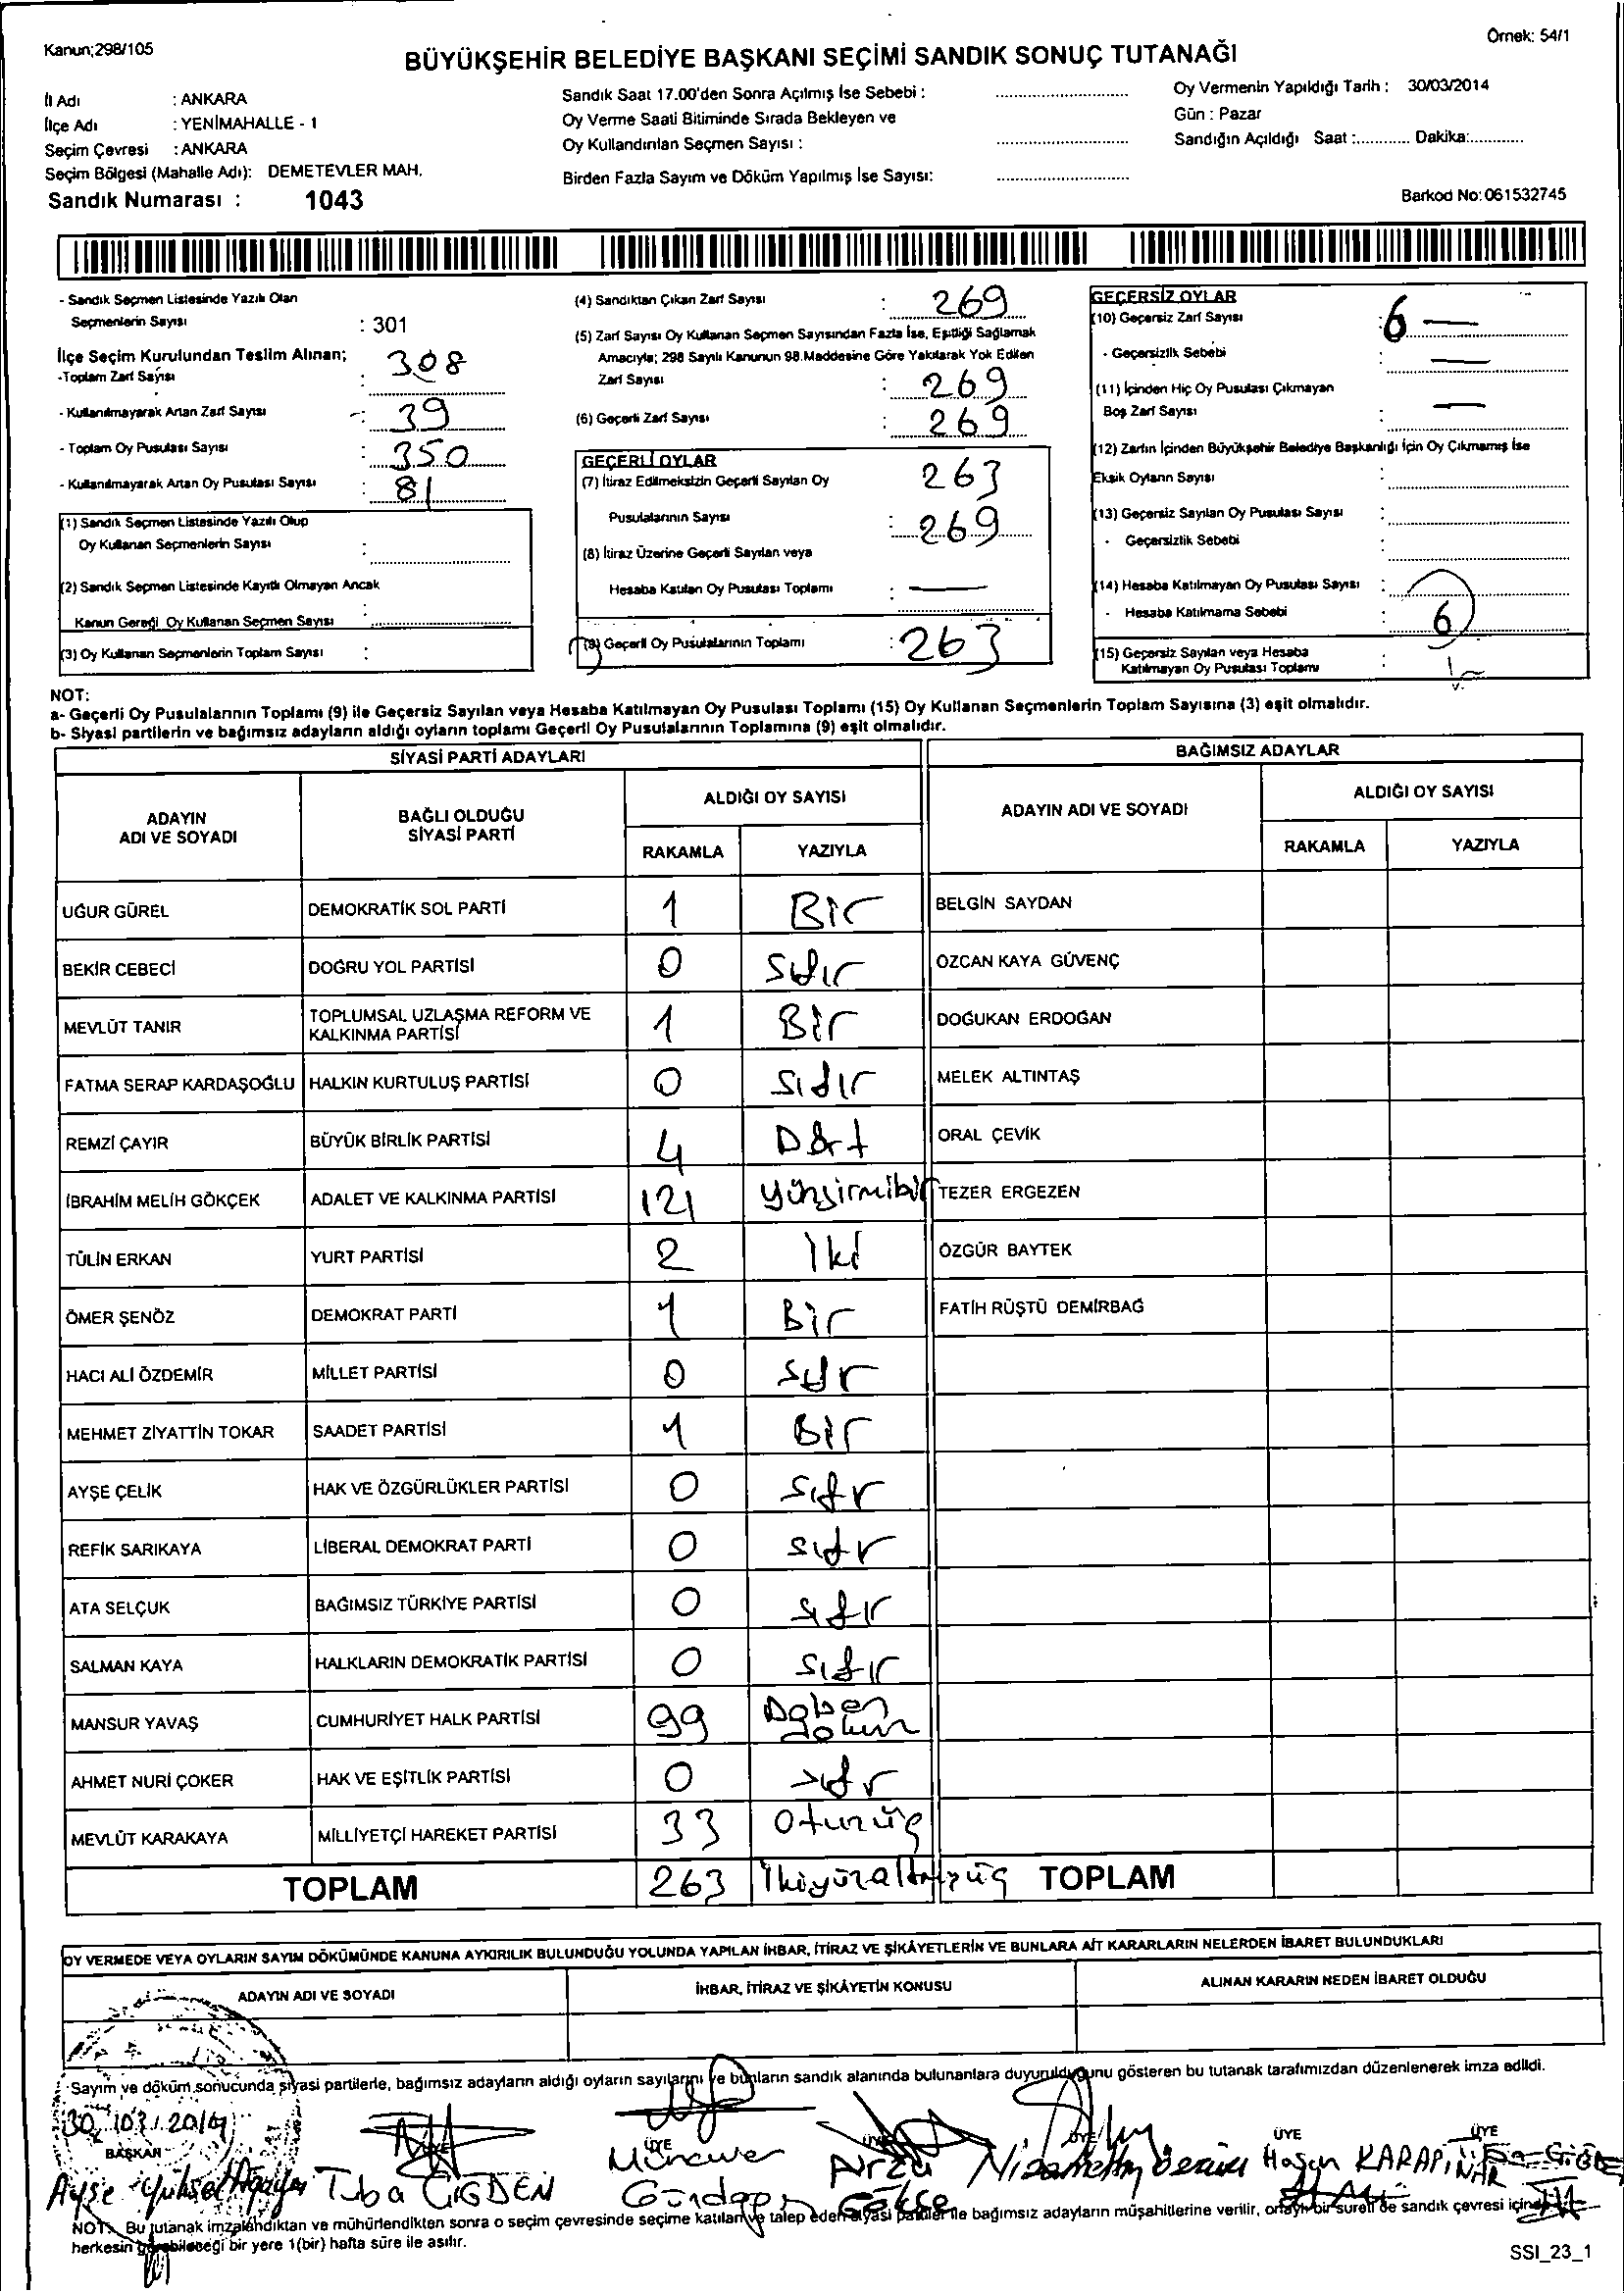 Kanun;298/105
Örnek: 54/1
BÜYÜKŞEHİR BELEDİYE BAŞKANI SEÇİMİ SANDIK SONUÇ TUTANAĞI
İl Adı : ANKARA
İlçe Adı : YENİMAHALLE - 1
Seçim Çevresi : ANKARA
Seçim Bölgesi (Mahalle Adı): DEMETEVLER MAH.
Sandık Numarası : 1043
Sandık Saat 17.00'den Sonra Açılmış İse Sebebi :
Oy Verme Saati Bitiminde Sırada Bekleyen ve
Oy Kullandırılan Seçmen Sayısı :
Birden Fazla Sayım ve Döküm Yapılmış İse Sayısı:
Oy Vermenin Yapıldığı Tarih : 30/03/2014
Gün : Pazar
Sandığın Açıldığı Saat :............ Dakika:............
Barkod No:061532745
- Sandık Seçmen Listesinde Yazılı Olan
Seçmenlerin Sayısı : 301
İlçe Seçim Kurulundan Teslim Alınan;
-Toplam Zarf Sayısı : 308
- Kullanılmayarak Artan Zarf Sayısı : 39
- Toplam Oy Pusulası Sayısı : 350
- Kullanılmayarak Artan Oy Pusulası Sayısı : 81
(1) Sandık Seçmen Listesinde Yazılı Olup
Oy Kullanan Seçmenlerin Sayısı :
(2) Sandık Seçmen Listesinde Kayıtlı Olmayan Ancak
Kanun Gereği Oy Kullanan Seçmen Sayısı :
(3) Oy Kullanan Seçmenlerin Toplam Sayısı :
(4) Sandıktan Çıkan Zarf Sayısı : 269
(5) Zarf Sayısı Oy Kullanan Seçmen Sayısından Fazla İse, Eşitliği Sağlamak
Amacıyla; 298 Sayılı Kanunun 98.Maddesine Göre Yakılarak Yok Edilen
Zarf Sayısı : 269
(6) Geçerli Zarf Sayısı : 269
GEÇERLİ OYLAR
(7) İtiraz Edilmeksizin Geçerli Sayılan Oy 263
Pusulalarının Sayısı : 269
(8) İtiraz Üzerine Geçerli Sayılan veya
Hesaba Katılan Oy Pusulası Toplamı : —
(9) Geçerli Oy Pusulalarının Toplamı : 263
GEÇERSİZ OYLAR
(10) Geçersiz Zarf Sayısı : 6 —
- Geçersizlik Sebebi : —
(11) İçinden Hiç Oy Pusulası Çıkmayan
Boş Zarf Sayısı : —
(12) Zarfın İçinden Büyükşehir Belediye Başkanlığı İçin Oy Çıkmamış İse
Eksik Oyların Sayısı :
(13) Geçersiz Sayılan Oy Pusulası Sayısı :
- Geçersizlik Sebebi :
(14) Hesaba Katılmayan Oy Pusulası Sayısı :
- Hesaba Katılmama Sebebi : 6
(15) Geçersiz Sayılan veya Hesaba
Katılmayan Oy Pusulası Toplamı :
NOT:
a- Geçerli Oy Pusulalarının Toplamı (9) ile Geçersiz Sayılan veya Hesaba Katılmayan Oy Pusulası Toplamı (15) Oy Kullanan Seçmenlerin Toplam Sayısına (3) eşit olmalıdır.
b- Siyasi partilerin ve bağımsız adayların aldığı oyların toplamı Geçerli Oy Pusulalarının Toplamına (9) eşit olmalıdır.
SİYASİ PARTİ ADAYLARI BAĞIMSIZ ADAYLAR
ADAYIN ADI VE SOYADI
BAĞLI OLDUĞU SİYASİ PARTİ
ALDIĞI OY SAYISI
RAKAMLA YAZIYLA
ADAYIN ADI VE SOYADI
ALDIĞI OY SAYISI
RAKAMLA YAZIYLA
UĞUR GÜREL DEMOKRATİK SOL PARTİ 1 Bir BELGİN SAYDAN
BEKİR CEBECİ DOĞRU YOL PARTİSİ 0 Sıfır ÖZCAN KAYA GÜVENÇ
MEVLÜT TANIR TOPLUMSAL UZLAŞMA REFORM VE KALKINMA PARTİSİ 1 Bir DOĞUKAN ERDOĞAN
FATMA SERAP KARDAŞOĞLU HALKIN KURTULUŞ PARTİSİ 0 Sıfır MELEK ALTINTAŞ
REMZİ ÇAYIR BÜYÜK BİRLİK PARTİSİ 4 Dört ORAL ÇEVİK
İBRAHİM MELİH GÖKÇEK ADALET VE KALKINMA PARTİSİ 121 yüzyirmibir TEZER ERGEZEN
TÜLİN ERKAN YURT PARTİSİ 2 İki ÖZGÜR BAYTEK
ÖMER ŞENÖZ DEMOKRAT PARTİ 1 Bir FATİH RÜŞTÜ DEMİRBAĞ
HACI ALİ ÖZDEMİR MİLLET PARTİSİ 0 Sıfır
MEHMET ZİYATTİN TOKAR SAADET PARTİSİ 1 Bir
AYŞE ÇELİK HAK VE ÖZGÜRLÜKLER PARTİSİ 0 Sıfır
REFİK SARIKAYA LİBERAL DEMOKRAT PARTİ 0 Sıfır
ATA SELÇUK BAĞIMSIZ TÜRKİYE PARTİSİ 0 Sıfır
SALMAN KAYA HALKLARIN DEMOKRATİK PARTİSİ 0 Sıfır
MANSUR YAVAŞ CUMHURİYET HALK PARTİSİ 99 Doksen dokuz
AHMET NURİ ÇOKER HAK VE EŞİTLİK PARTİSİ 0 Sıfır
MEVLÜT KARAKAYA MİLLİYETÇİ HAREKET PARTİSİ 33 Otuzüç
TOPLAM 263 İkiyüzaltmışüç TOPLAM
OY VERMEDE VEYA OYLARIN SAYIM DÖKÜMÜNDE KANUNA AYKIRILIK BULUNDUĞU YOLUNDA YAPILAN İHBAR, İTİRAZ VE ŞİKÂYETLERİN VE BUNLARA AİT KARARLARIN NELERDEN İBARET BULUNDUKLARI
ADAYIN ADI VE SOYADI İHBAR, İTİRAZ VE ŞİKÂYETİN KONUSU ALINAN KARARIN NEDEN İBARET OLDUĞU
Sayım ve döküm sonucunda siyasi partilerle, bağımsız adayların aldığı oyların sayılarını ve bunların sandık alanında bulunanlara duyurulduğunu gösteren bu tutanak tarafımızdan düzenlenerek imza edildi.
30/03/2014
BAŞKAN ÜYE ÜYE ÜYE ÜYE ÜYE
Ayşe Tuba ÇİĞDEM Münevver Gündoğan Arzu Gökşen Nizamettin Hasan KARAPINAR
NOT: Bu tutanak imzalandıktan ve mühürlendikten sonra o seçim çevresinde seçime katılan ve talep eden siyasi partiler ile bağımsız adayların müşahitlerine verilir, onaylı bir sureti de sandık çevresi içinde
herkesin görebileceği bir yere 1(bir) hafta süre ile asılır.
SSI_23_1